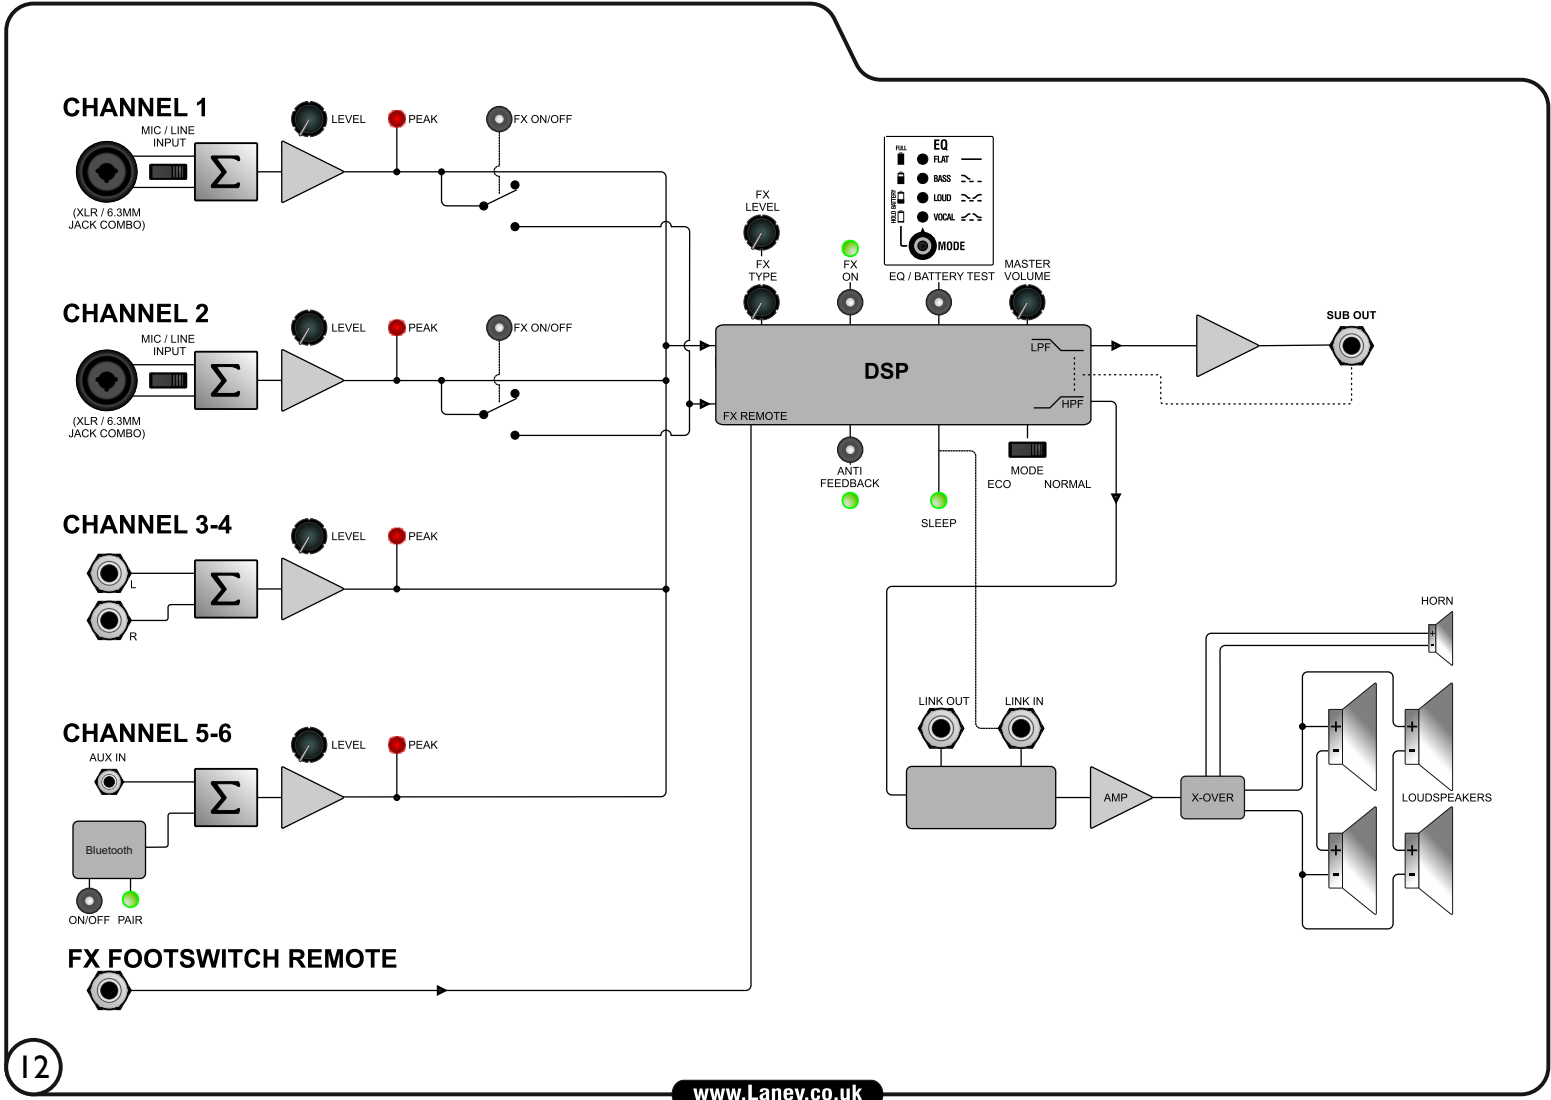 CHANNEL 1
MIC / LINE
INPUT
(XLR / 6.3MM
JACK COMBO)
Σ
LEVEL
PEAK
FX ON/OFF
CHANNEL 2
MIC / LINE
INPUT
(XLR / 6.3MM
JACK COMBO)
Σ
LEVEL
PEAK
FX ON/OFF
CHANNEL 3-4
L
R
Σ
LEVEL
PEAK
CHANNEL 5-6
AUX IN
Σ
LEVEL
PEAK
Bluetooth
ON/OFF
PAIR
FX FOOTSWITCH REMOTE
FX
LEVEL
FX
TYPE
FX
ON
EQ
FULL
FLAT
BASS
LOUD
VOCAL
HOLD BATTERY
MODE
EQ / BATTERY TEST
MASTER
VOLUME
DSP
LPF
HPF
FX REMOTE
SUB OUT
ANTI
FEEDBACK
SLEEP
MODE
ECO
NORMAL
LINK OUT
LINK IN
AMP
X-OVER
HORN
+
-
+
+
-
-
LOUDSPEAKERS
+
+
-
-
12
www.Laney.co.uk